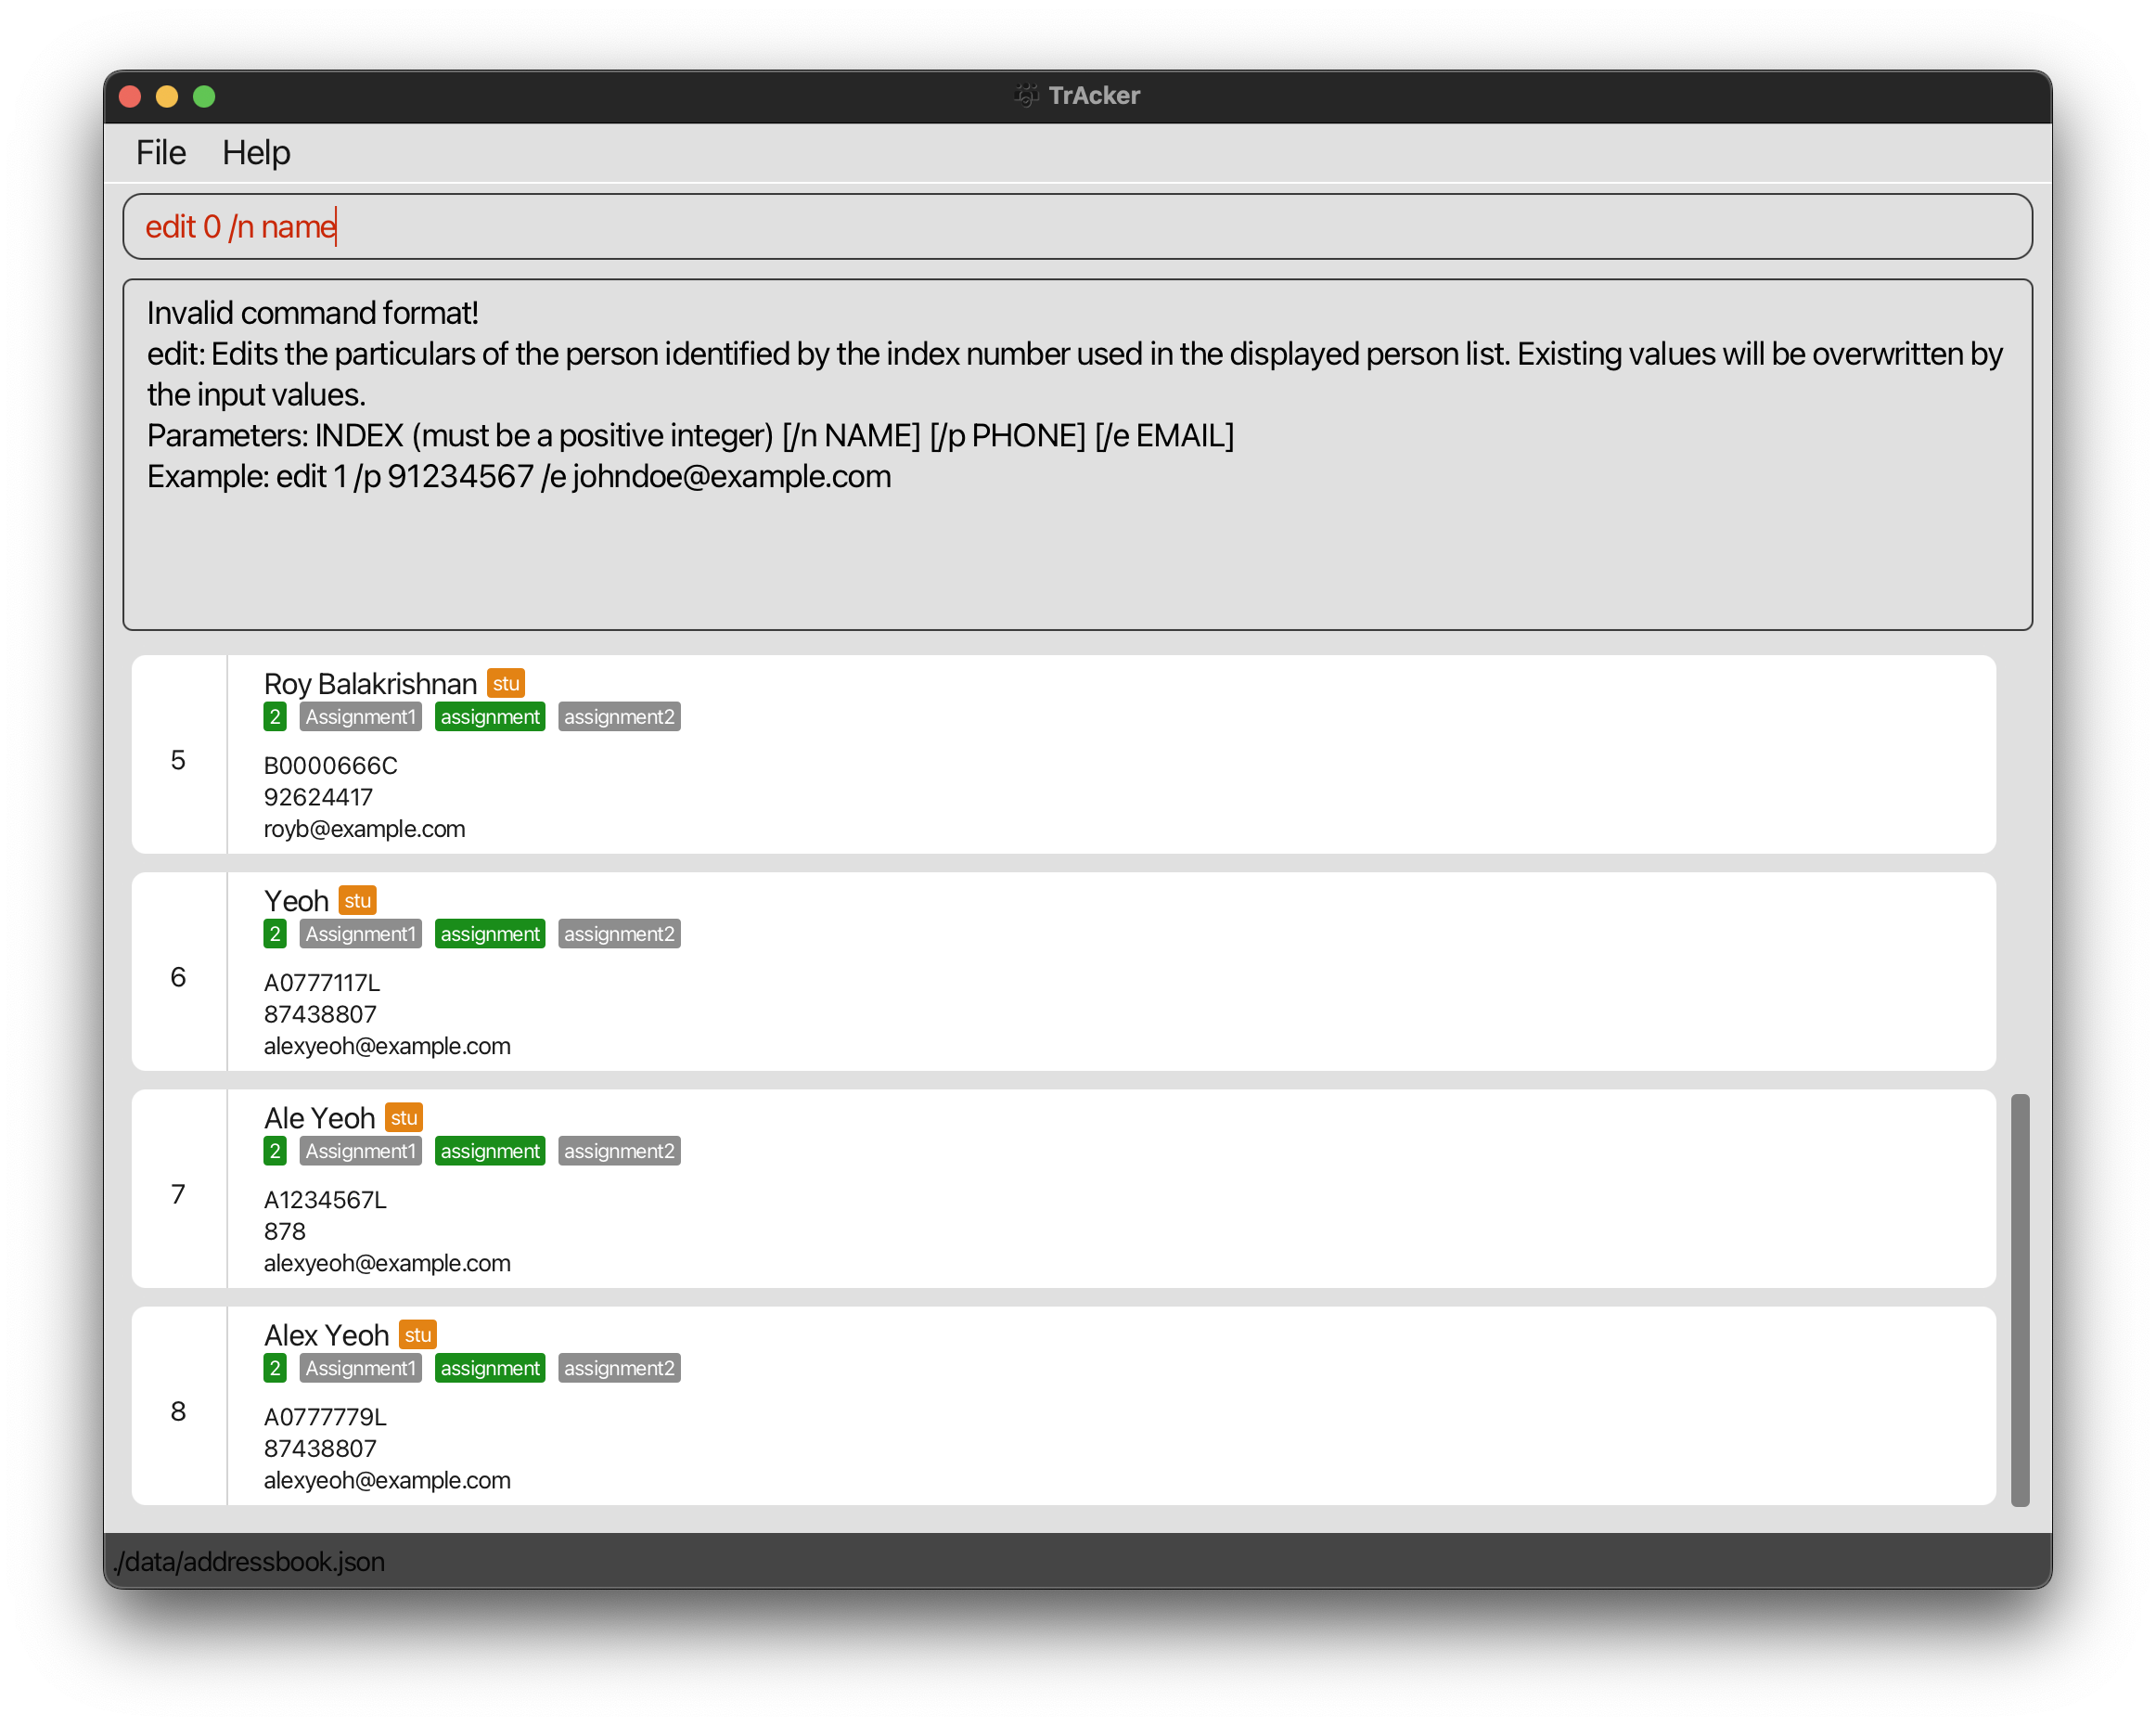 TrAcker
File Help
edit 0 /n name
Invalid command format!
edit: Edits the particulars of the person identified by the index number used in the displayed person list. Existing values will be overwritten by
the input values.
Parameters: INDEX (must be a positive integer) [/n NAME] [/p PHONE] [/e EMAIL]
Example: edit 1 /p 91234567 /e johndoe@example.com
Roy Balakrishnan stu
2 Assignment1 assignment assignment2
5
B0000666C
92624417
royb@example.com
Yeoh stu
2 Assignment1 assignment assignment2
6
A0777117L
87438807
alexyeoh@example.com
Ale Yeoh stu
2 Assignment1 assignment assignment2
7
A1234567L
878
alexyeoh@example.com
Alex Yeoh stu
2 Assignment1 assignment assignment2
8
A0777779L
87438807
alexyeoh@example.com
./data/addressbook.json